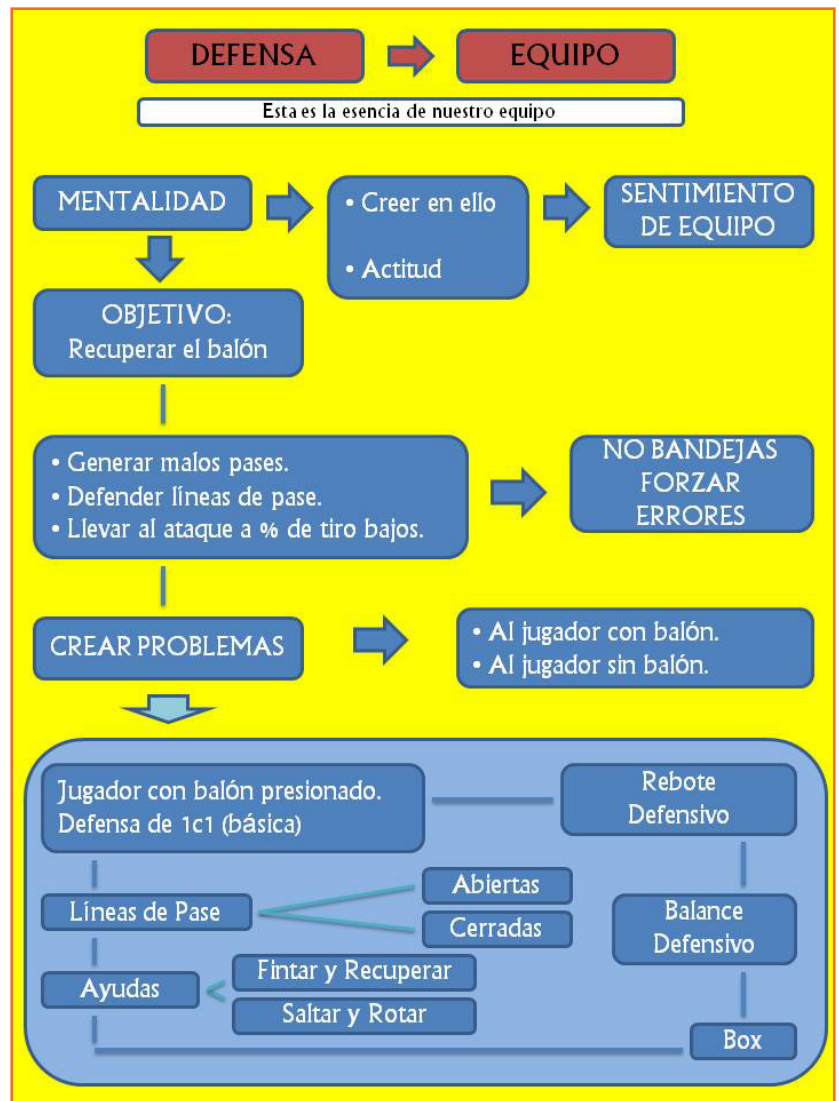 DEFENSA
EQUIPO
Esta es la esencia de nuestro equipo
MENTALIDAD
• Creer en ello
• Actitud
SENTIMIENTO
DE EQUIPO
OBJETIVO:
Recuperar el balón
• Generar malos pases.
• Defender líneas de pase.
• Llevar al ataque a % de tiro bajos.
NO BANDEJAS
FORZAR
ERRORES
CREAR PROBLEMAS
• Al jugador con balón.
• Al jugador sin balón.
Jugador con balón presionado.
Defensa de 1c1 (básica)
Rebote
Defensivo
Líneas de Pase
Abiertas
Cerradas
Balance
Defensivo
Ayudas
Fintar y Recuperar
Saltar y Rotar
Box